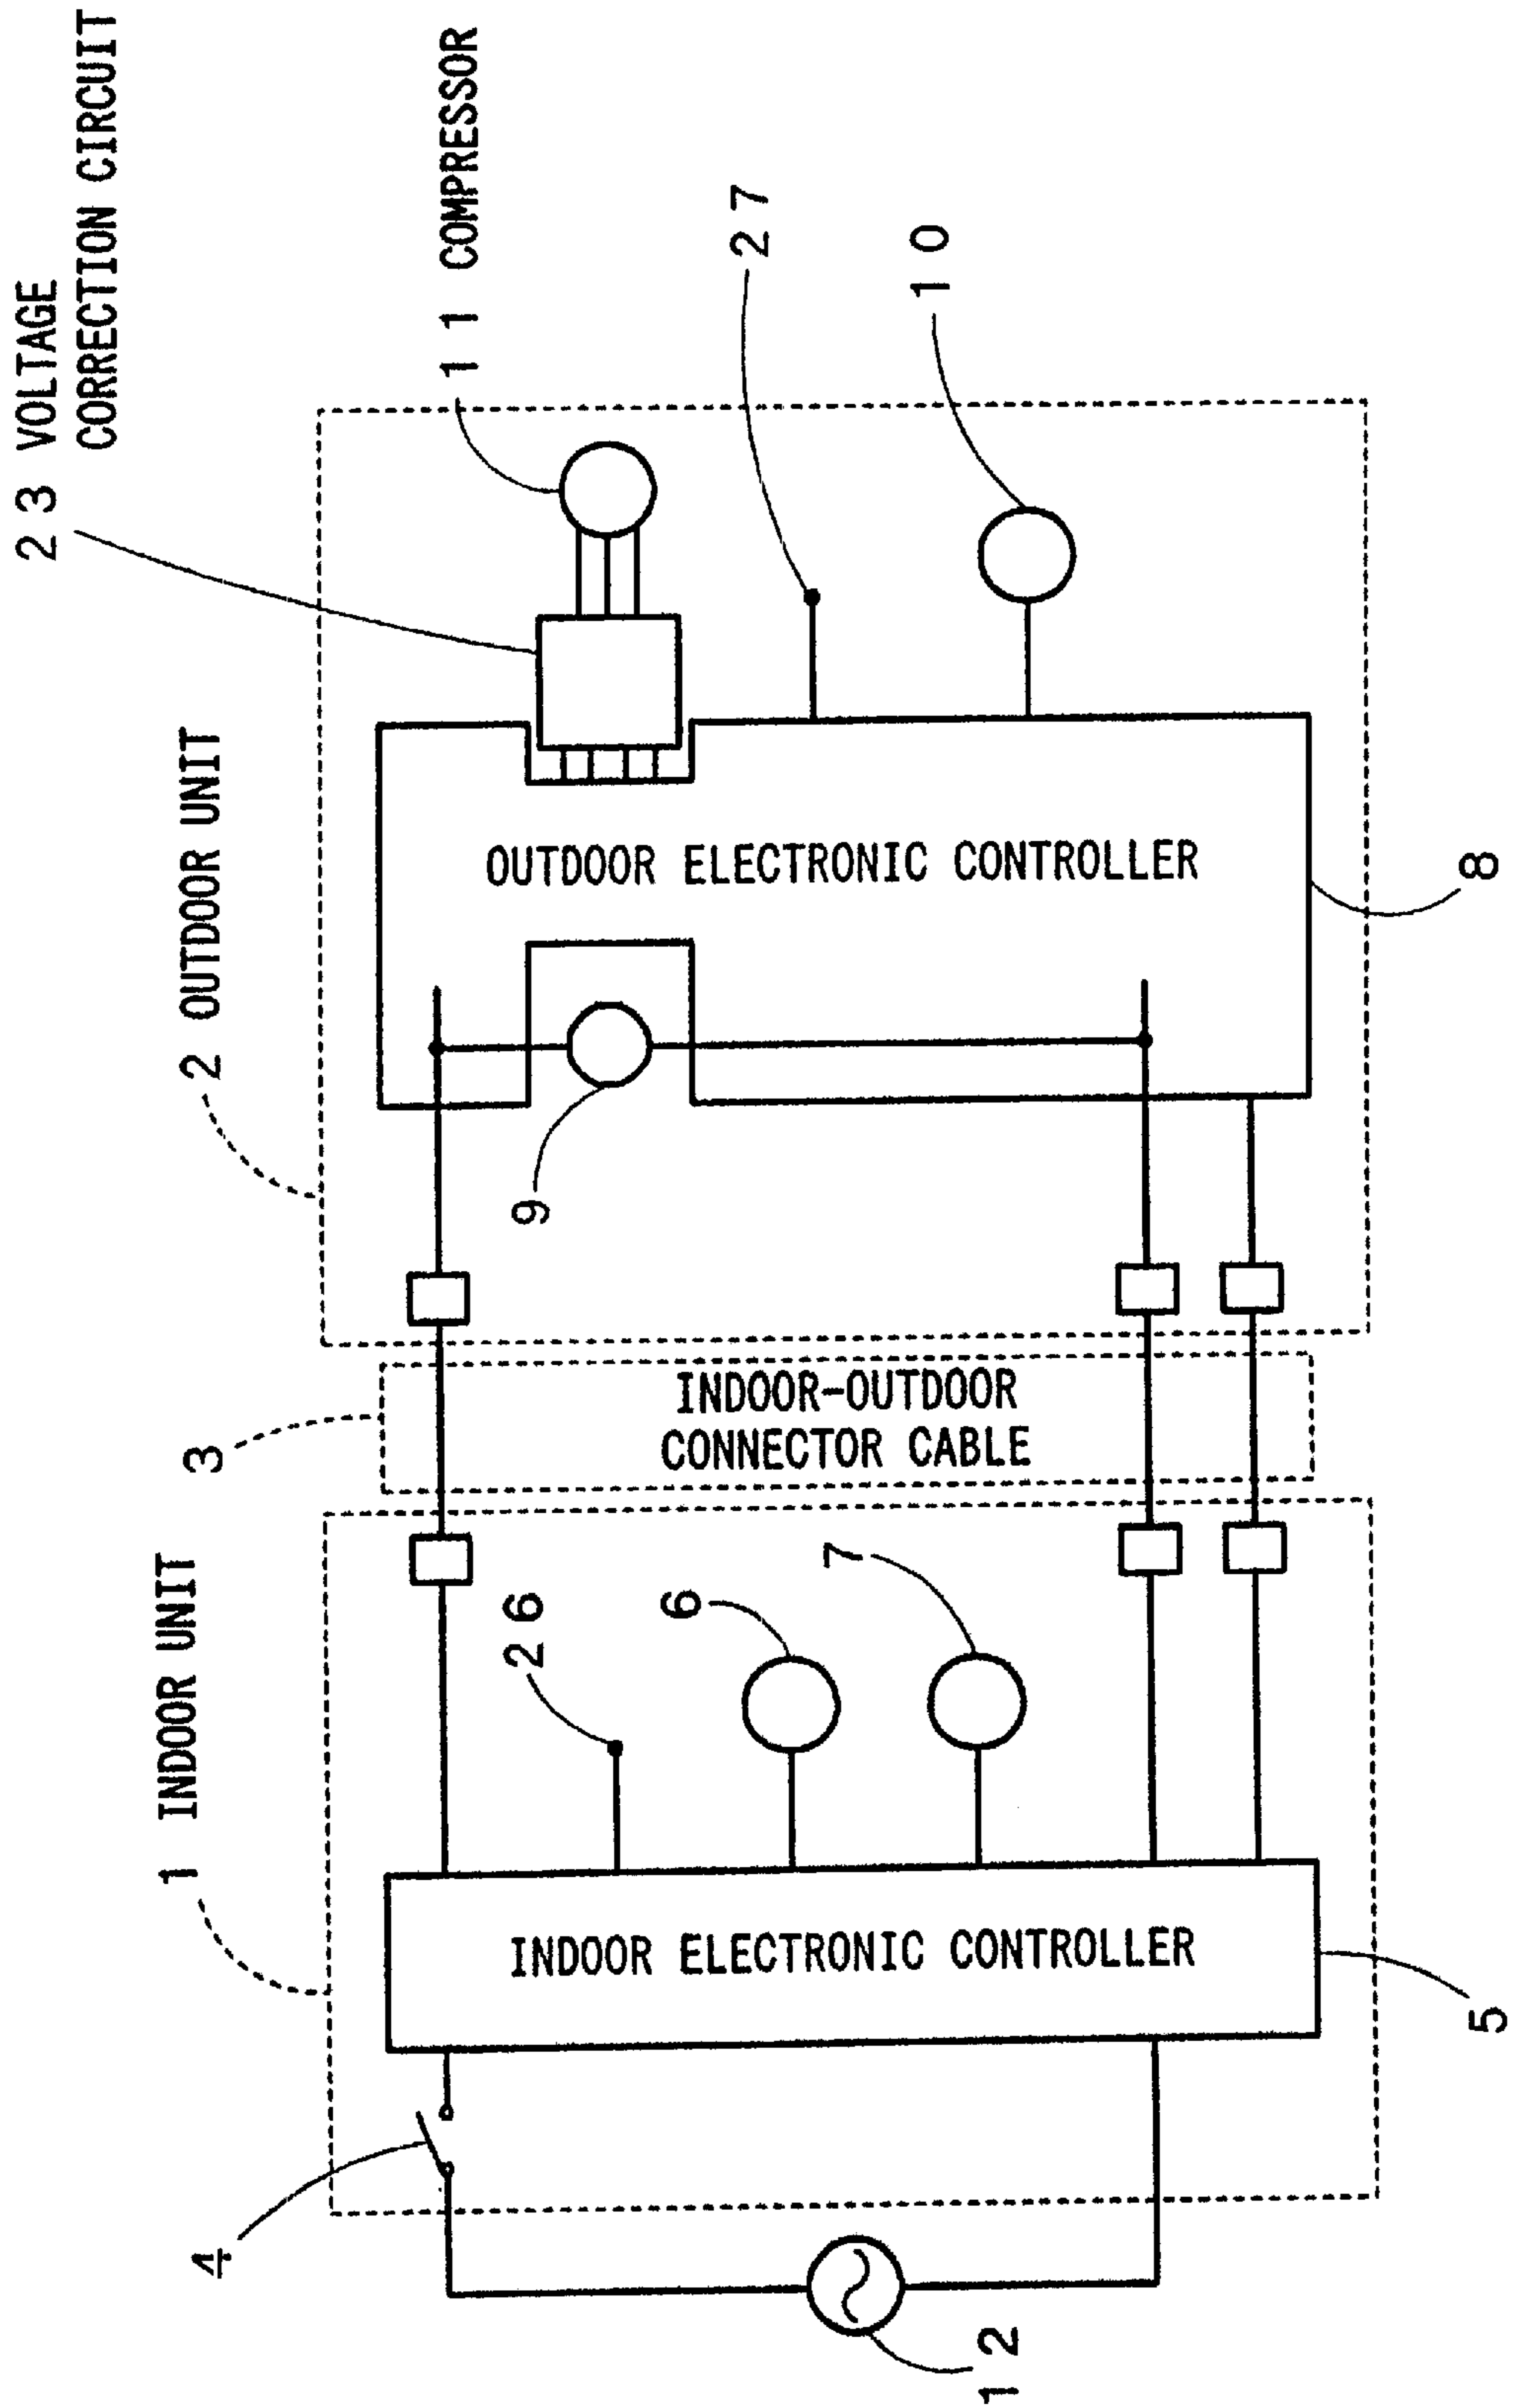 23 VOLTAGE
CORRECTION CIRCUIT
2 OUTDOOR UNIT
11 COMPRESSOR
27
10
OUTDOOR ELECTRONIC CONTROLLER
8
9
3
INDOOR-OUTDOOR
CONNECTOR CABLE
1 INDOOR UNIT
26
6
7
INDOOR ELECTRONIC CONTROLLER
5
4
12